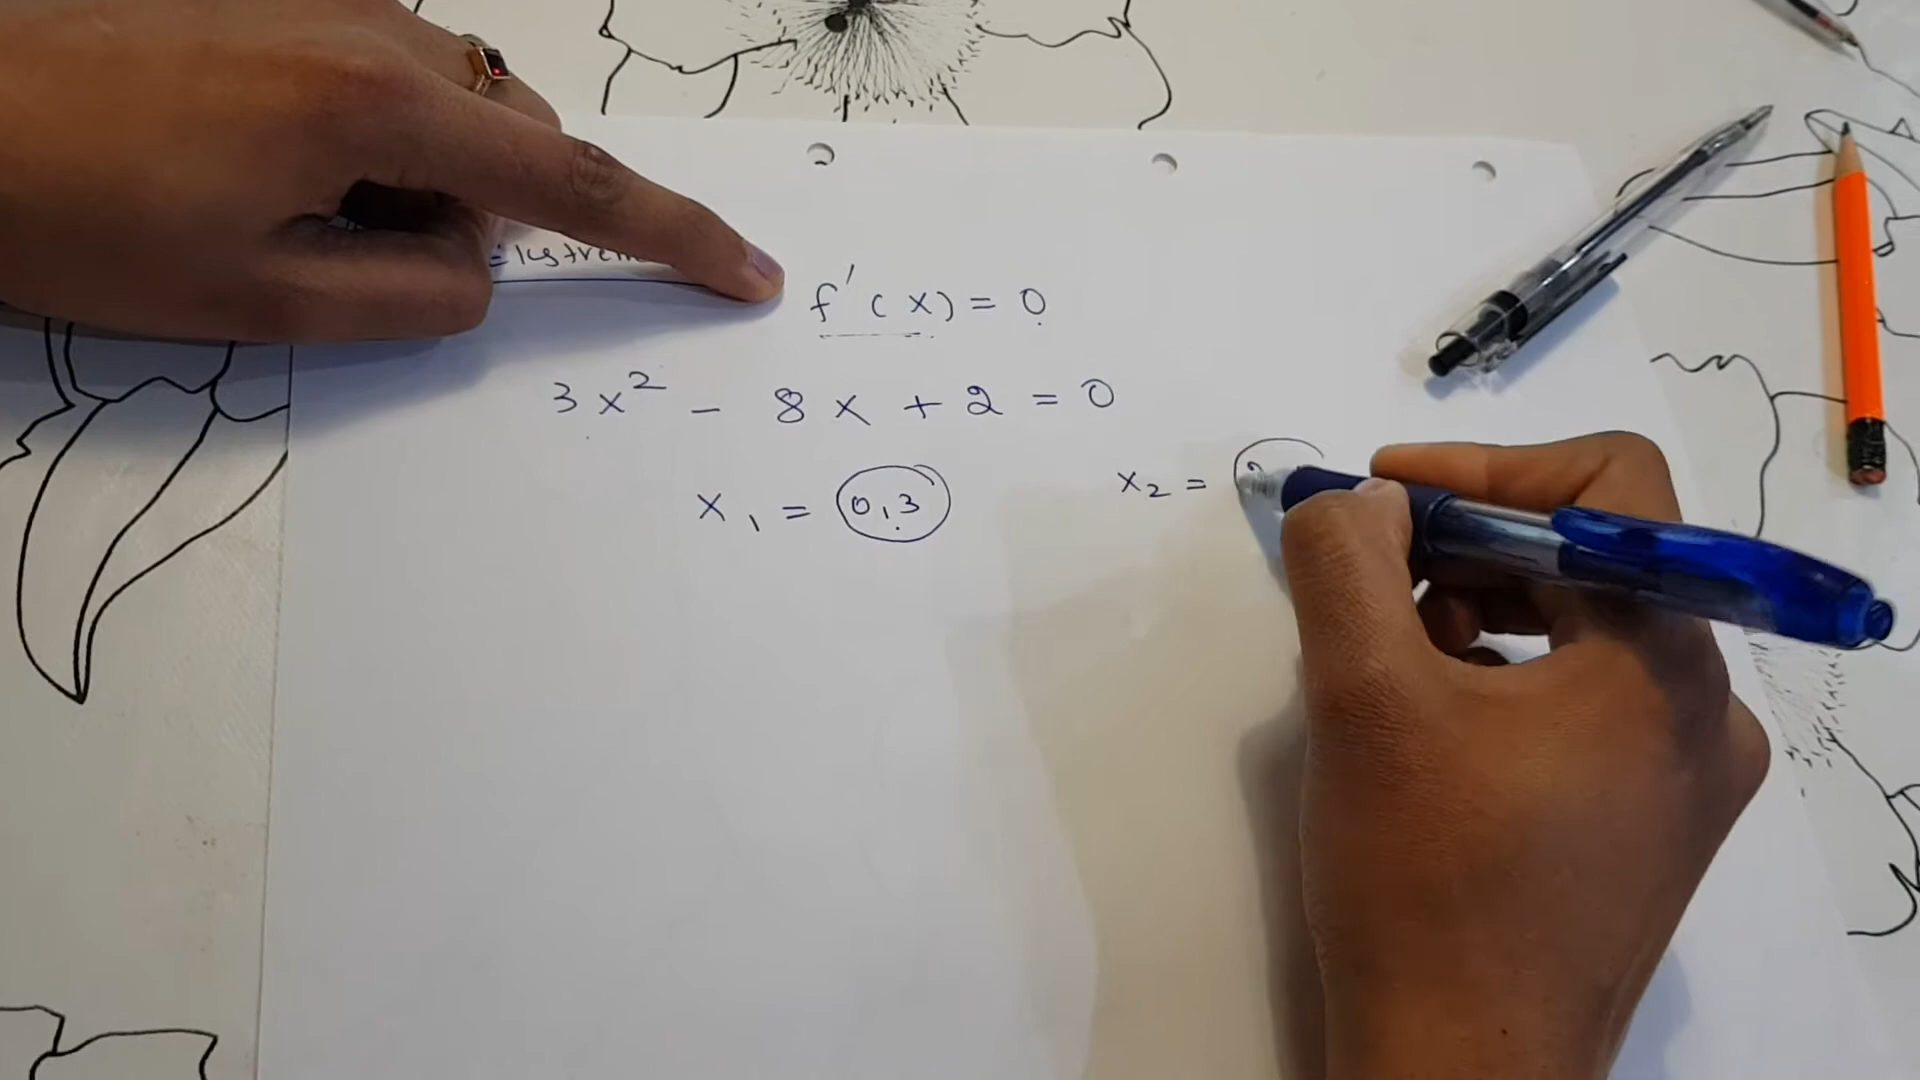 f'(x) = 0
3x² - 8x + 2 = 0
x₁ = 0,3 x₂ =